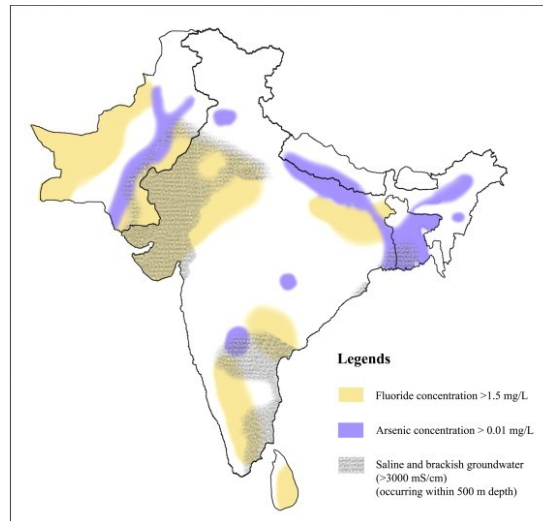 Legends
Fluoride concentration >1.5 mg/L
Arsenic concentration > 0.01 mg/L
Saline and brackish groundwater
(>3000 mS/cm)
(occurring within 500 m depth)